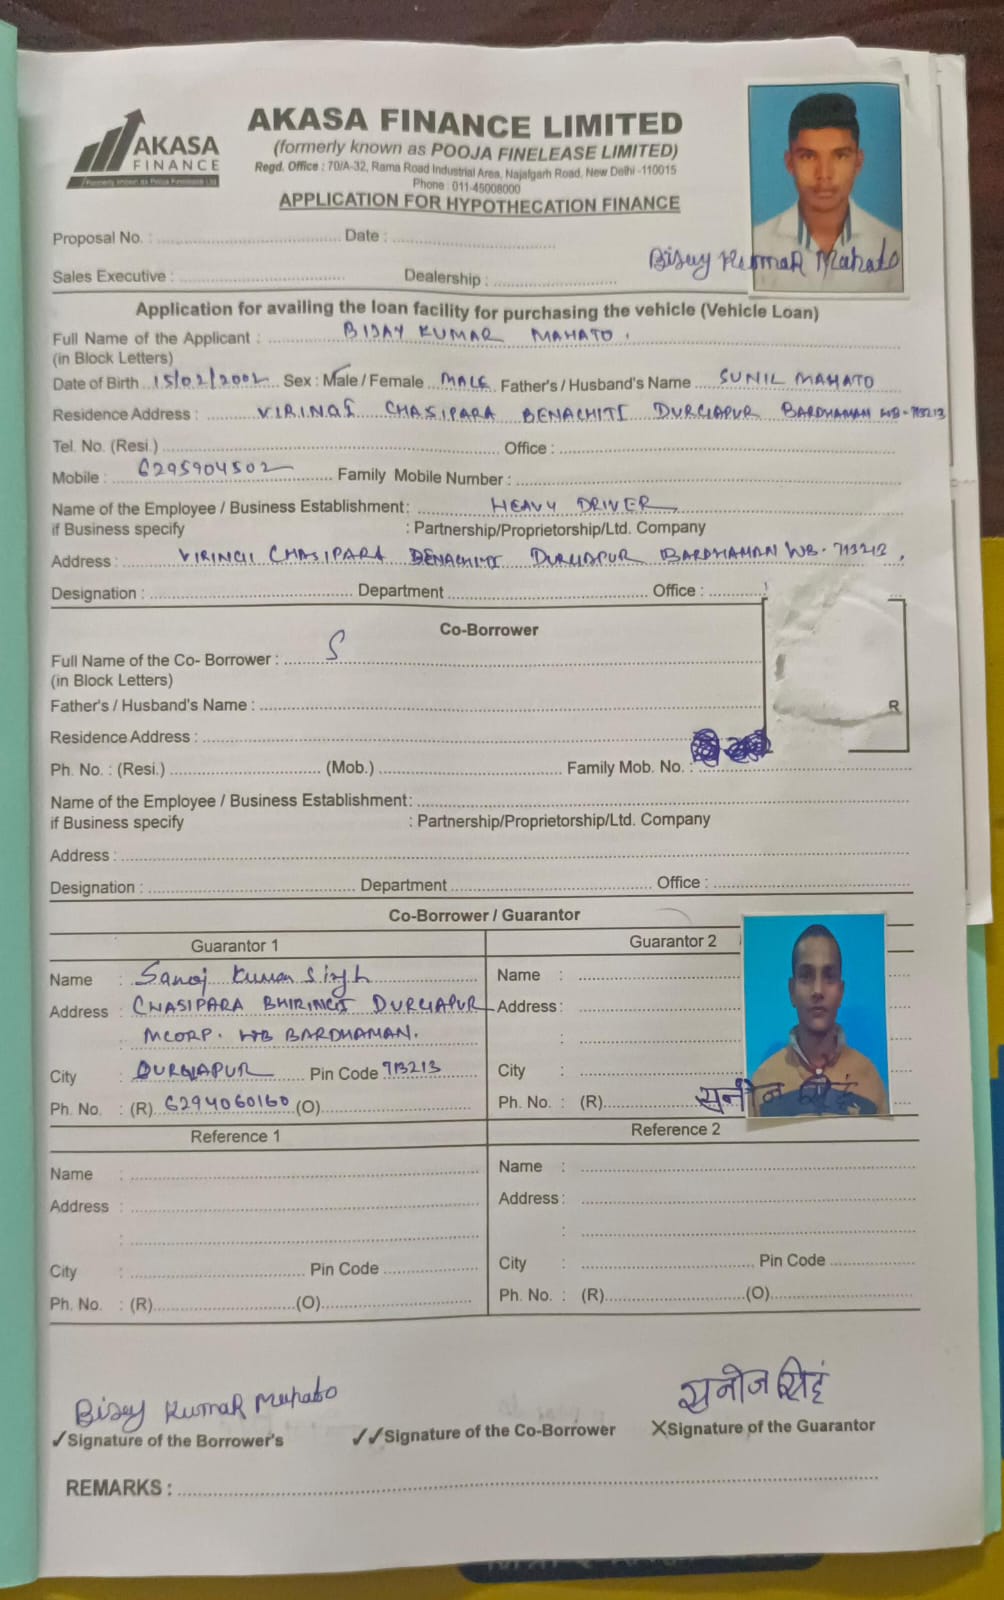 AKASA
FINANCE
Formerly known as Pooja Finelease Ltd.
AKASA FINANCE LIMITED
(formerly known as POOJA FINELEASE LIMITED)
Regd. Office : 70/A-32, Rama Road Industrial Area, Najafgarh Road, New Delhi -110015
Phone : 011-45008000
APPLICATION FOR HYPOTHECATION FINANCE
Proposal No. : Date :
Bisay Kumar Mahato
Sales Executive : Dealership :
Application for availing the loan facility for purchasing the vehicle (Vehicle Loan)
Full Name of the Applicant : BIJAY KUMAR MAHATO.
(in Block Letters)
Date of Birth 15/02/2002 Sex : Male / Female MALE Father's / Husband's Name SUNIL MAHATO
Residence Address : VIRINGI CHASIPARA BENACHITI DURGAPUR BARDHAMAN WB-713213
Tel. No. (Resi.) Office :
Mobile : 6295904502 Family Mobile Number :
Name of the Employee / Business Establishment: HEAVY DRIVER
if Business specify : Partnership/Proprietorship/Ltd. Company
Address : VIRINGI CHASIPARA BENACHITI DURGAPUR BARDHAMAN WB. 713213,
Designation : Department Office :
Co-Borrower
Full Name of the Co- Borrower : S
(in Block Letters)
Father's / Husband's Name : R
Residence Address :
Ph. No. : (Resi.) (Mob.) Family Mob. No. :
Name of the Employee / Business Establishment:
if Business specify : Partnership/Proprietorship/Ltd. Company
Address :
Designation : Department Office :
Co-Borrower / Guarantor
Guarantor 1 Guarantor 2
Name : Sanoj Kumar Singh Name :
Address : CHASIPARA BHIRINGI DURGAPUR Address :
: MCORP. WB BARDHAMAN. :
City : DURGAPUR Pin Code 713213 City :
Ph. No. : (R) 6294060160 (O) Ph. No. : (R) सनोज सिंह
Reference 1 Reference 2
Name : Name :
Address : Address :
: :
City : Pin Code City : Pin Code
Ph. No. : (R) (O) Ph. No. : (R) (O)
Bisay Kumar Mahato सनोज सिंह
✓Signature of the Borrower's ✓✓Signature of the Co-Borrower XSignature of the Guarantor
REMARKS :